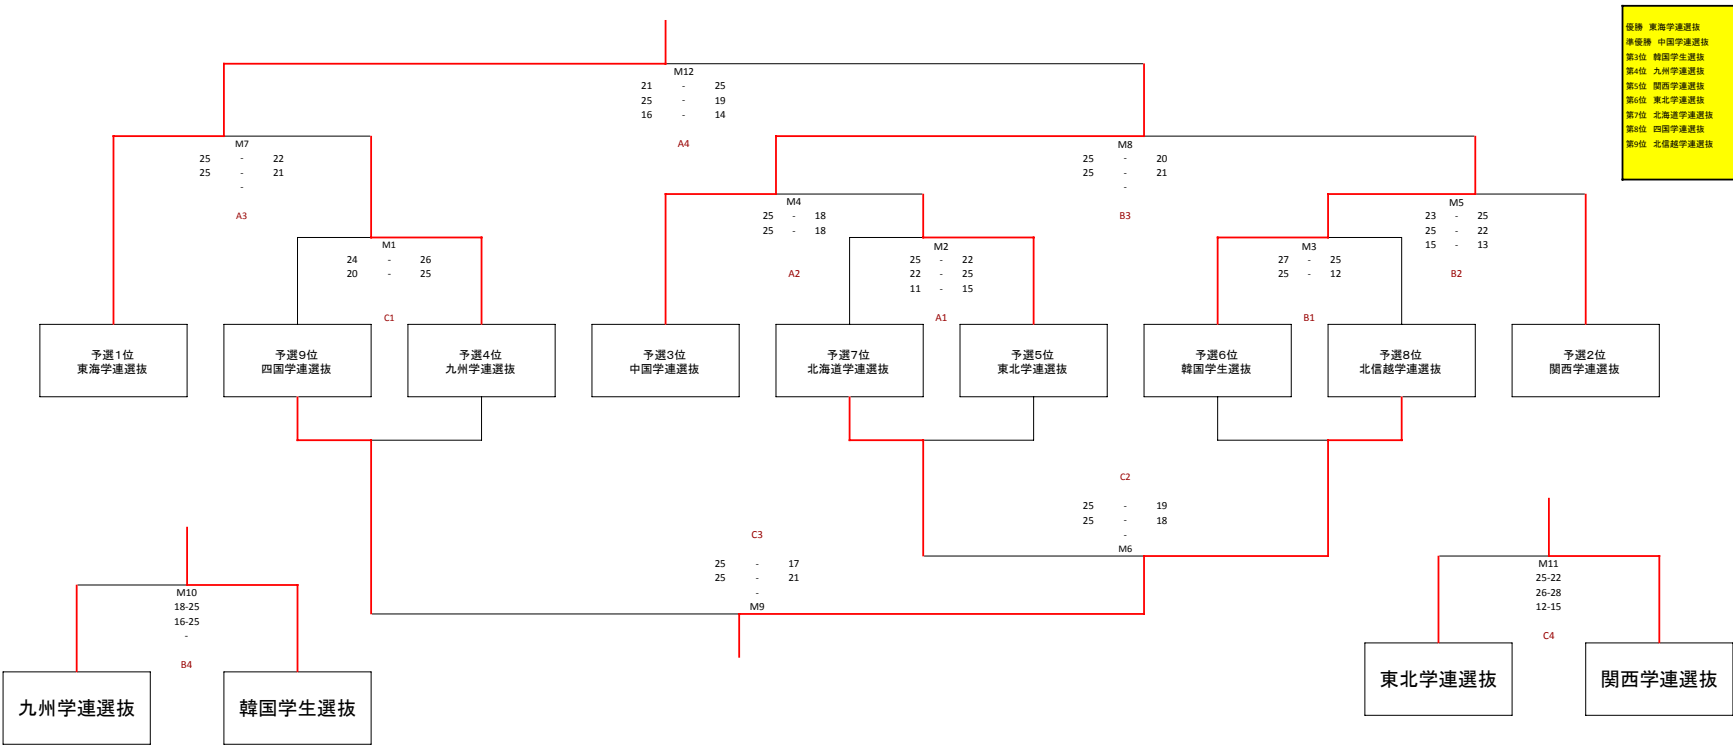 優勝 東海学連選抜
準優勝 中国学連選抜
第3位 韓国学生選抜
第4位 九州学連選抜
第5位 関西学連選抜
第6位 東北学連選抜
第7位 北海道学連選抜
第8位 四国学連選抜
第9位 北信越学連選抜
M12
21 - 25
25 - 19
16 - 14
A4
M7
25 - 22
25 - 21
-
A3
M8
25 - 20
25 - 21
-
B3
M4
25 - 18
25 - 18
A2
M5
23 - 25
25 - 22
15 - 13
B2
M1
24 - 26
20 - 25
C1
M2
25 - 22
22 - 25
11 - 15
A1
M3
27 - 25
25 - 12
B1
予選1位
東海学連選抜
予選9位
四国学連選抜
予選4位
九州学連選抜
予選3位
中国学連選抜
予選7位
北海道学連選抜
予選5位
東北学連選抜
予選6位
韓国学生選抜
予選8位
北信越学連選抜
予選2位
関西学連選抜
C2
25 - 19
25 - 18
-
M6
C3
25 - 17
25 - 21
-
M9
M10
18-25
16-25
-
B4
九州学連選抜
韓国学生選抜
M11
25-22
26-28
12-15
C4
東北学連選抜
関西学連選抜